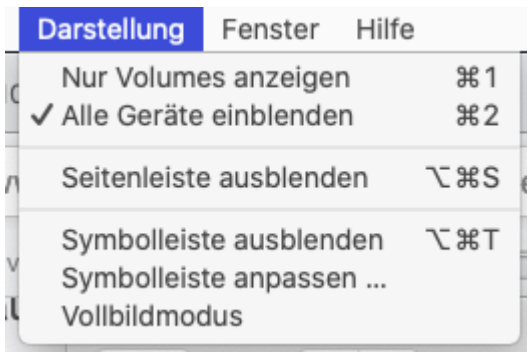 Darstellung Fenster Hilfe
Nur Volumes anzeigen ⌘1
✓ Alle Geräte einblenden ⌘2
Seitenleiste ausblenden ⌥⌘S
Symbolleiste ausblenden ⌥⌘T
Symbolleiste anpassen ...
Vollbildmodus